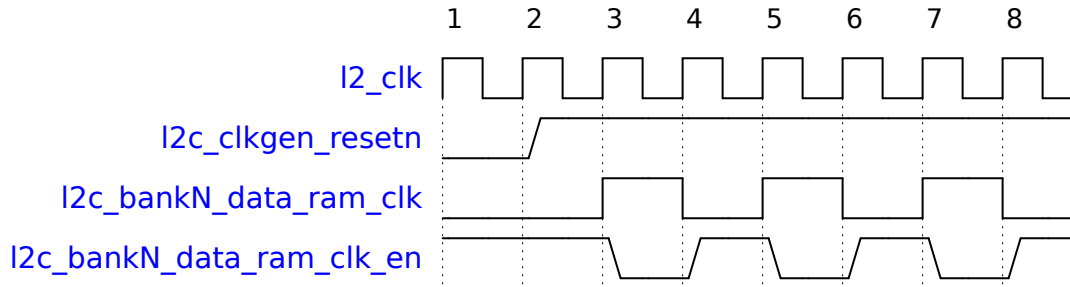 1 2 3 4 5 6 7 8
l2_clk
l2c_clkgen_resetn
l2c_bankN_data_ram_clk
l2c_bankN_data_ram_clk_en